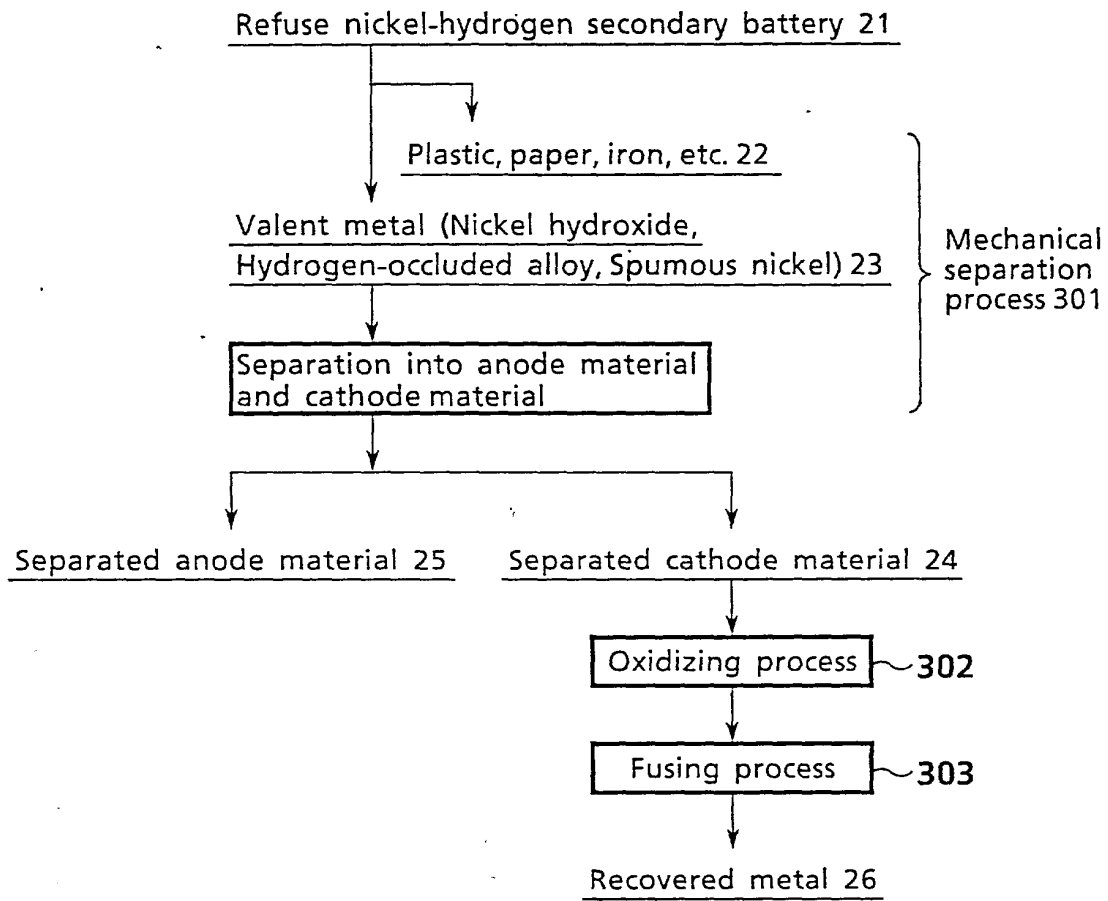 Refuse nickel-hydrogen secondary battery 21
Plastic, paper, iron, etc. 22
Valent metal (Nickel hydroxide,
Hydrogen-occluded alloy, Spumous nickel) 23
Mechanical
separation
process 301
Separation into anode material
and cathode material
Separated anode material 25
Separated cathode material 24
Oxidizing process
302
Fusing process
303
Recovered metal 26